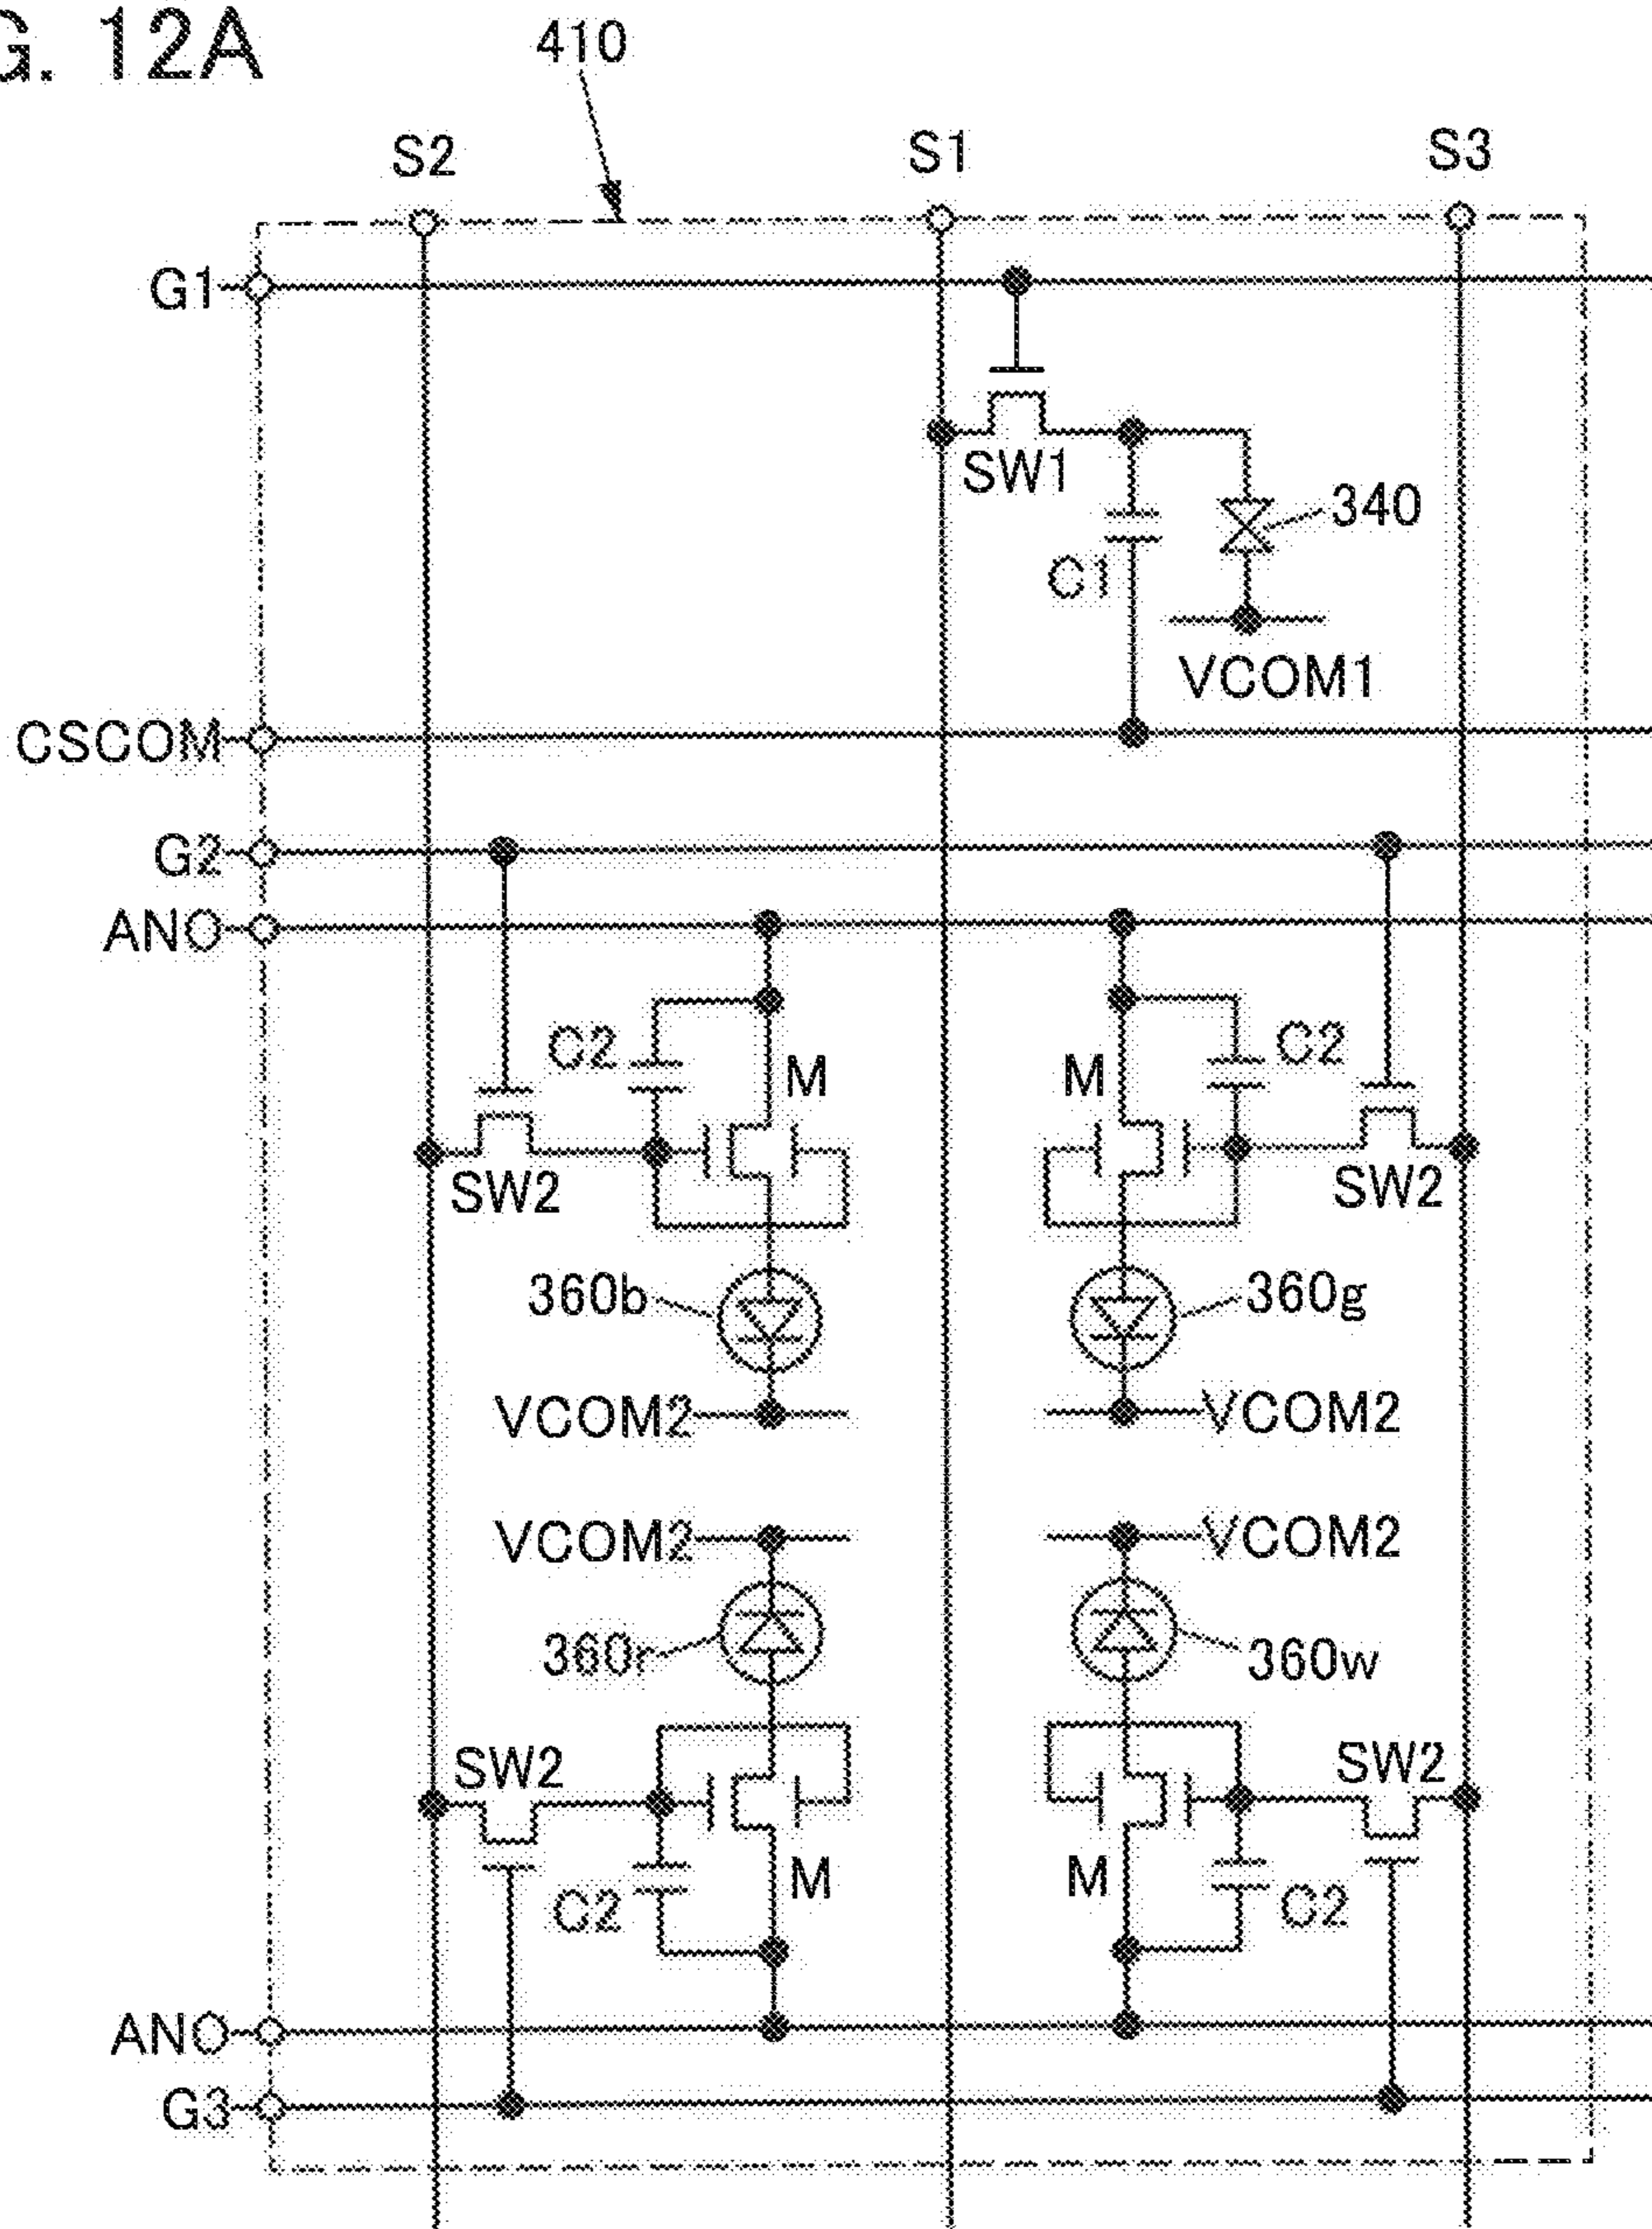 G. 12A
410
S2 S1 S3
G1
SW1
340
C1
VCOM1
CSCOM
G2
ANO
C2 M M C2
SW2 SW2
360b 360g
VCOM2 VCOM2
VCOM2 VCOM2
360r 360w
SW2 SW2
C2 M M C2
ANO
G3